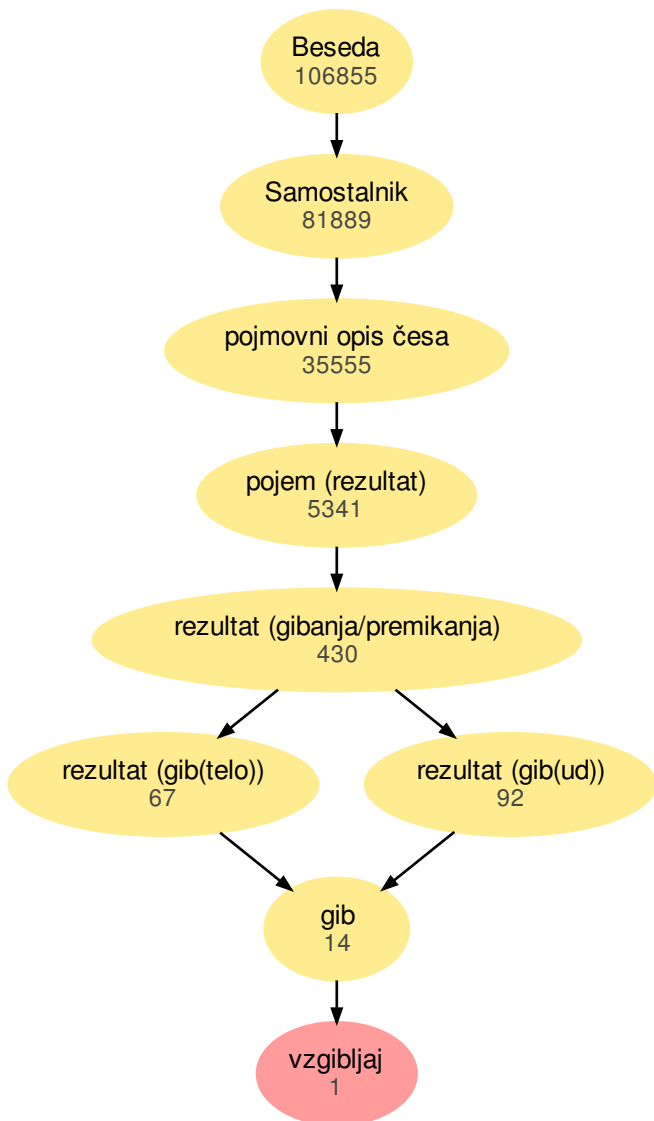 Beseda
106855
Samostalnik
81889
pojmovni opis česa
35555
pojem (rezultat)
5341
rezultat (gibanja/premikanja)
430
rezultat (gib(telo))
67
rezultat (gib(ud))
92
gib
14
vzgibljaj
1